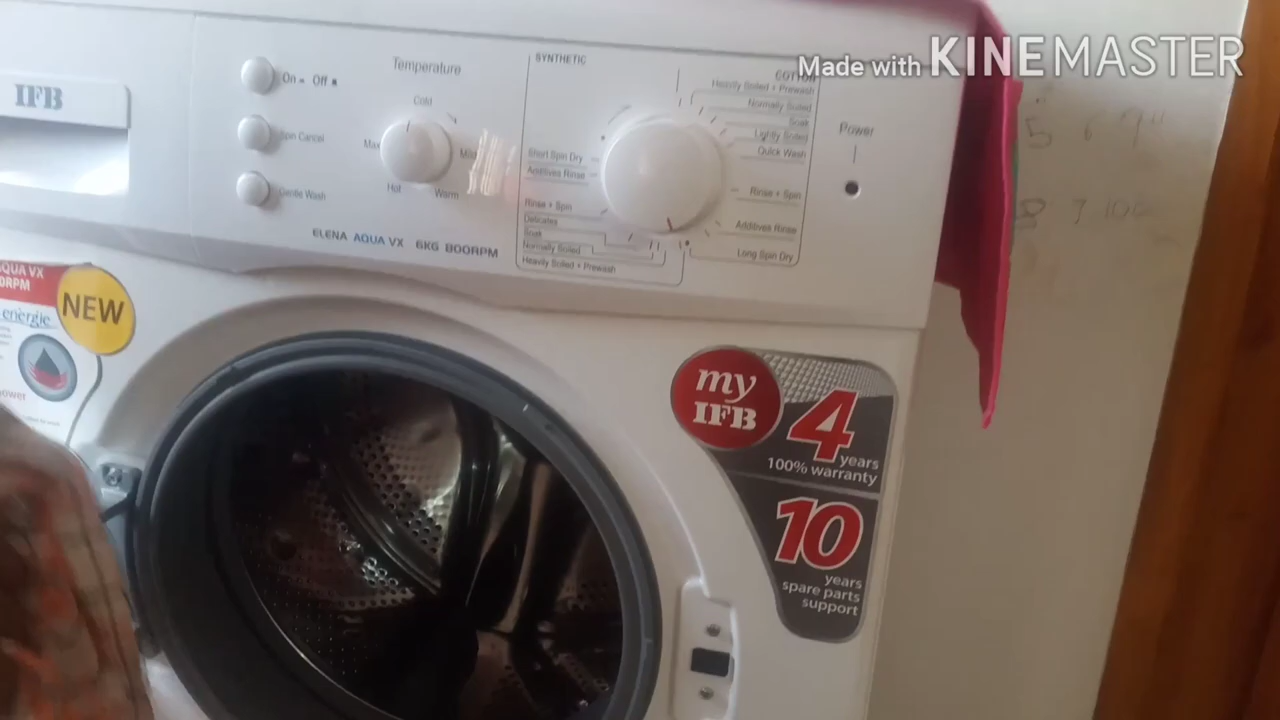 Made with KINEMASTER
IFB
On Off
Spin Cancel
Gentle Wash
Temperature
Cold
Max
Mild
Hot
Warm
ELENA AQUA VX 6KG 800RPM
SYNTHETIC
Short Spin Dry
Additives Rinse
Rinse + Spin
Delicates
Soak
Normally Soiled
Heavily Soiled + Prewash
COTTON
Heavily Soiled + Prewash
Normally Soiled
Soak
Lightly Soiled
Quick Wash
Rinse + Spin
Additives Rinse
Long Spin Dry
Power
AQUA VX
NEW
my
IFB
4
years
100% warranty
10
years
spare parts
support